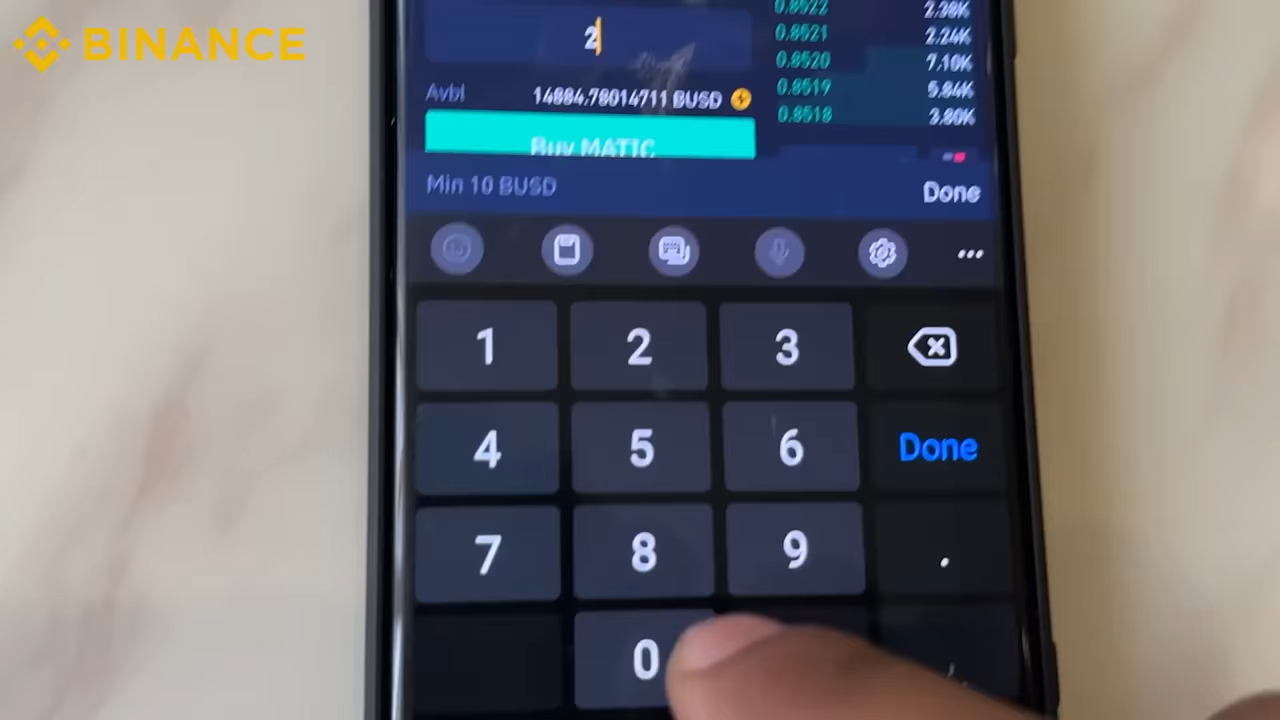 BINANCE
2
0.8522 2.38K
0.8521 2.24K
0.8520 7.10K
0.8519 5.84K
0.8518 3.80K
Avbl 14884.78014711 BUSD
Buy MATIC
Min 10 BUSD
Done
1 2 3
4 5 6 Done
7 8 9 .
0